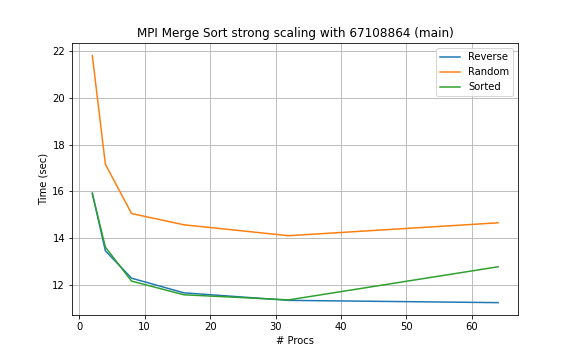 MPI Merge Sort strong scaling with 67108864 (main)
Reverse
Random
Sorted
Time (sec)
22
20
18
16
14
12
0 10 20 30 40 50 60
# Procs